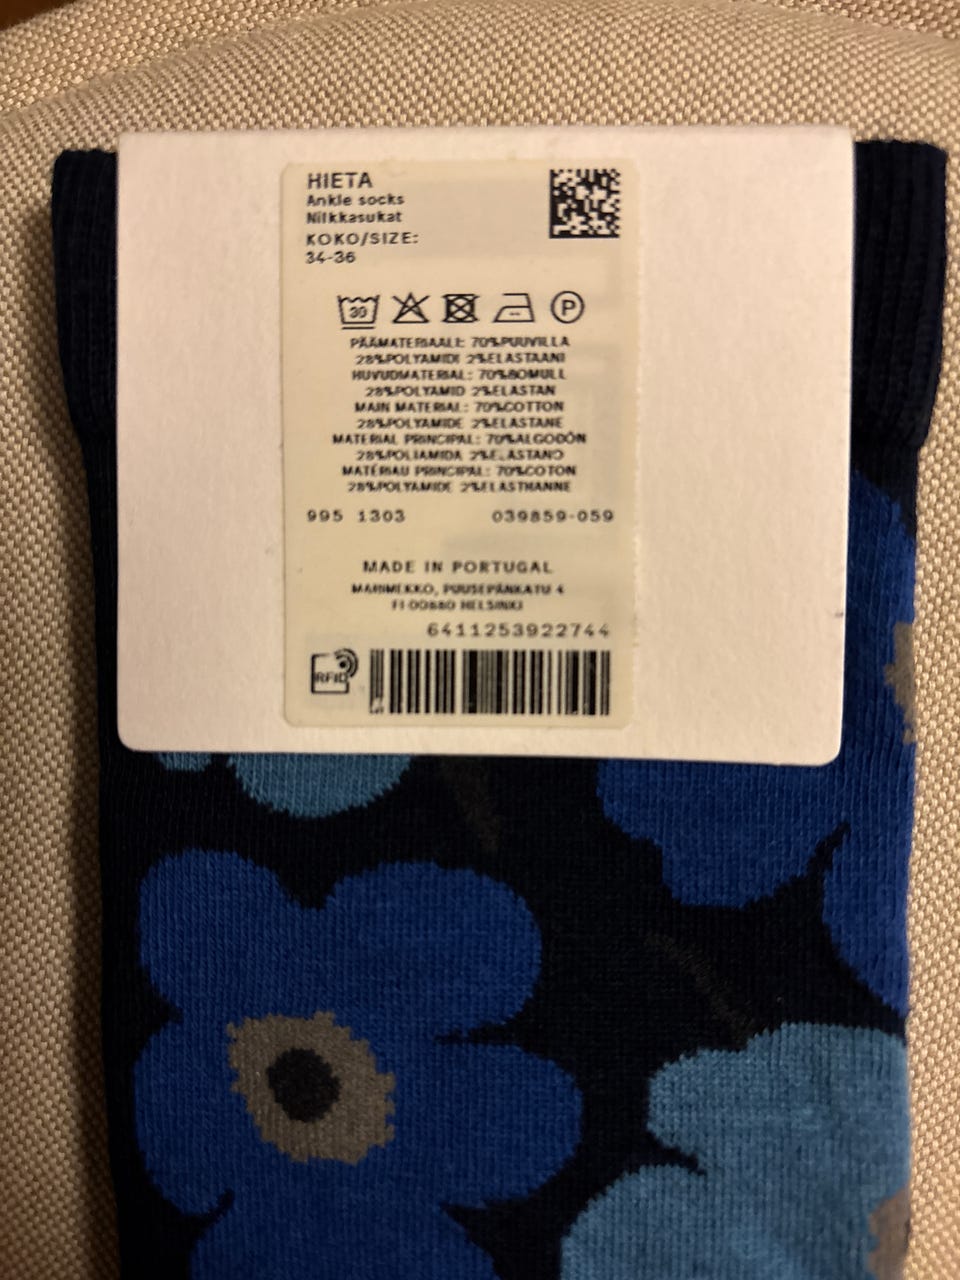 HIETA
Ankle socks
Nilkkasukat
KOKO/SIZE:
34-36
30
P
PÄÄMATERIAALI: 70%PUUVILLA
28%POLYAMIDI 2%ELASTAANI
HUVUDMATERIAL: 70%BOMULL
28%POLYAMID 2%ELASTAN
MAIN MATERIAL: 70%COTTON
28%POLYAMIDE 2%ELASTANE
MATERIAL PRINCIPAL: 70%ALGODÓN
28%POLIAMIDA 2%ELASTANO
MATÉRIAU PRINCIPAL: 70%COTON
28%POLYAMIDE 2%ELASTHANNE
995 1303 039859-059
MADE IN PORTUGAL
MARIMEKKO, PUUSEPÄNKATU 4
FI 00880 HELSINKI
6411253922744
RFID